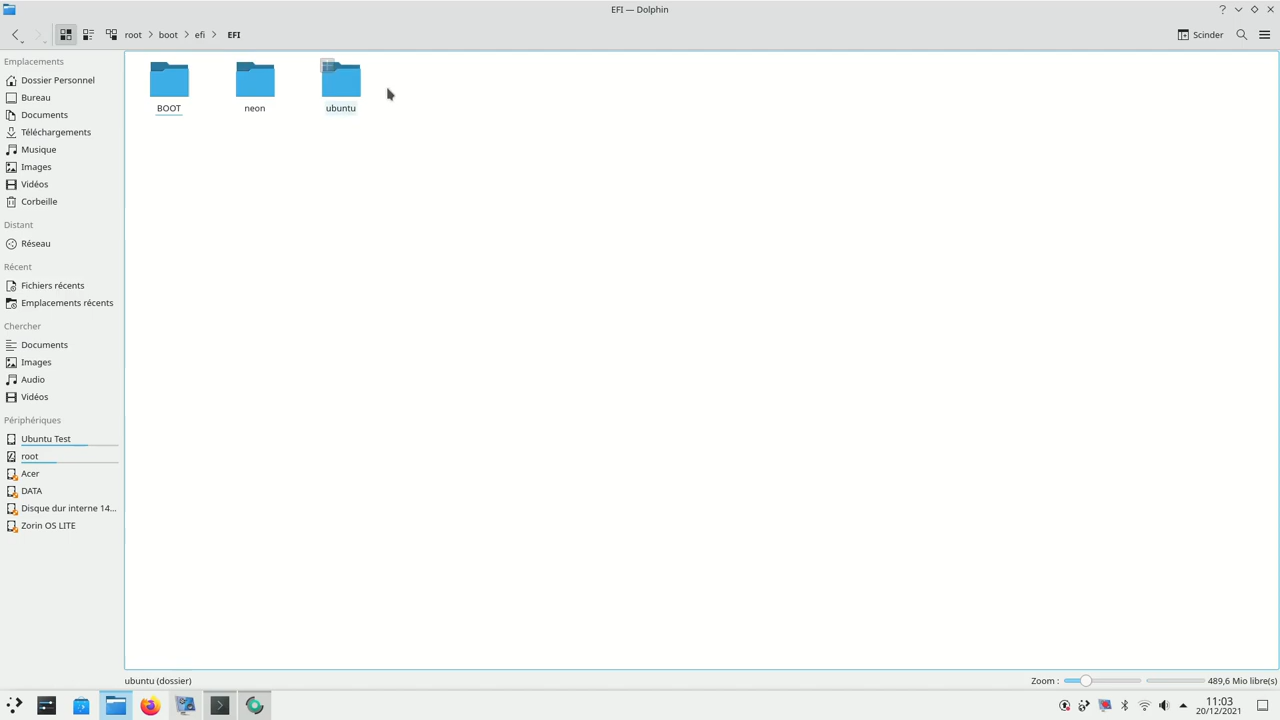 EFI — Dolphin
root
boot
efi
EFI
Scinder
Emplacements
Dossier Personnel
Bureau
Documents
Téléchargements
Musique
Images
Vidéos
Corbeille
Distant
Réseau
Récent
Fichiers récents
Emplacements récents
Chercher
Documents
Images
Audio
Vidéos
Périphériques
Ubuntu Test
root
Acer
DATA
Disque dur interne 14...
Zorin OS LITE
BOOT
neon
ubuntu
ubuntu (dossier)
Zoom :
489,6 Mio libre(s)
11:03
20/12/2021